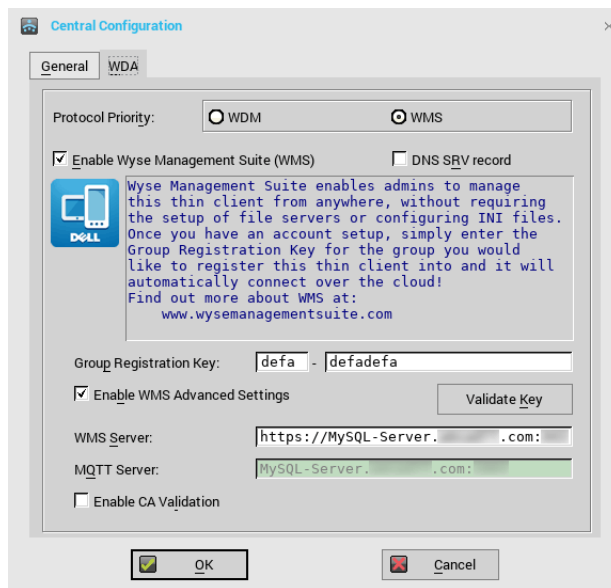 Central Configuration
General WDA
Protocol Priority: WDM WMS
Enable Wyse Management Suite (WMS) DNS SRV record
DELL
Wyse Management Suite enables admins to manage
this thin client from anywhere, without requiring
the setup of file servers or configuring INI files.
Once you have an account setup, simply enter the
Group Registration Key for the group you would
like to register this thin client into and it will
automatically connect over the cloud!
Find out more about WMS at:
www.wysemanagementsuite.com
Group Registration Key: defa - defadefa
Enable WMS Advanced Settings Validate Key
WMS Server: https://MySQL-Server. .com:
MQTT Server: MySQL-Server. .com:
Enable CA Validation
OK Cancel